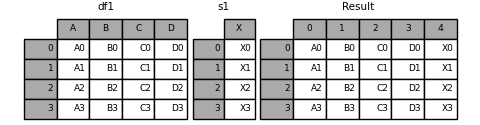 df1 s1 Result
A B C D X 0 1 2 3 4
0 A0 B0 C0 D0 0 X0 0 A0 B0 C0 D0 X0
1 A1 B1 C1 D1 1 X1 1 A1 B1 C1 D1 X1
2 A2 B2 C2 D2 2 X2 2 A2 B2 C2 D2 X2
3 A3 B3 C3 D3 3 X3 3 A3 B3 C3 D3 X3